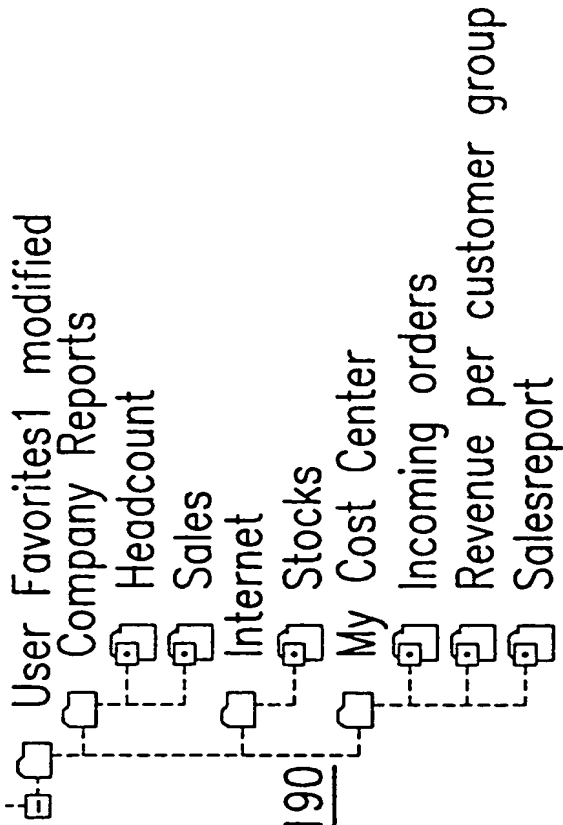 User Favorites1 modified
Company Reports
Headcount
Sales
Internet
Stocks
My Cost Center
Incoming orders
Revenue per customer group
Salesreport
190